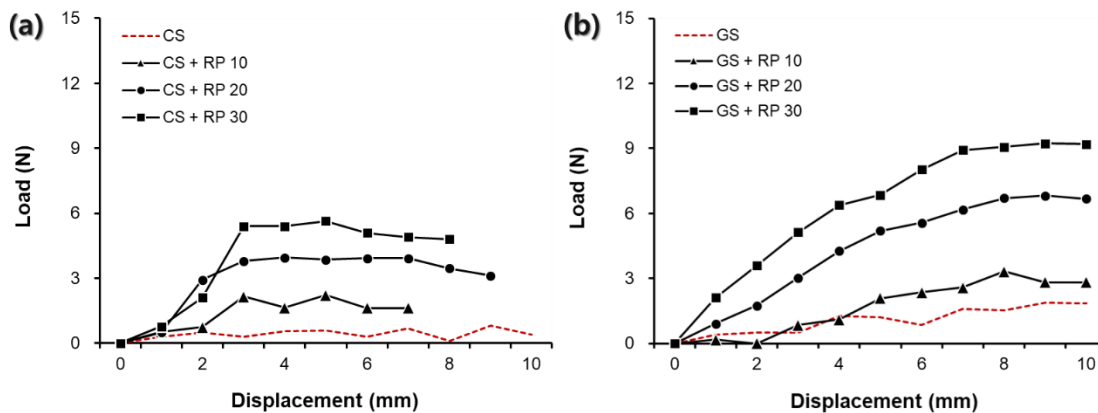 (a)
CS
CS + RP 10
CS + RP 20
CS + RP 30
15
12
9
6
3
0
Load (N)
0 2 4 6 8 10
Displacement (mm)
(b)
GS
GS + RP 10
GS + RP 20
GS + RP 30
15
12
9
6
3
0
Load (N)
0 2 4 6 8 10
Displacement (mm)